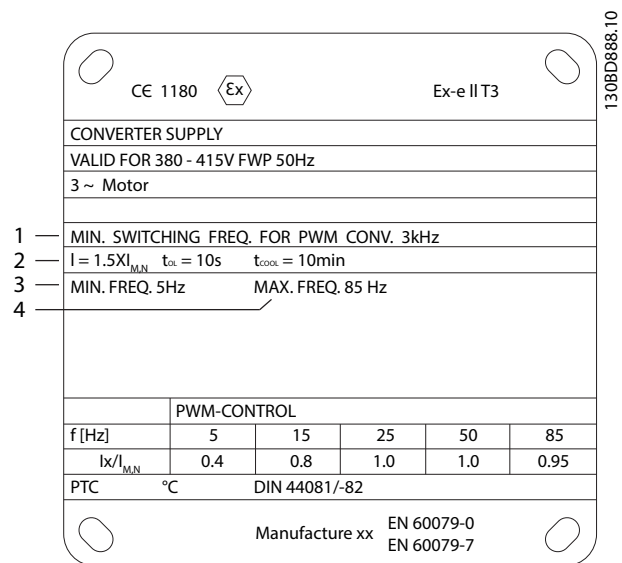 130BD888.10
CE 1180 Ex Ex-e ll T3
CONVERTER SUPPLY
VALID FOR 380 - 415V FWP 50Hz
3 ~ Motor
1 MIN. SWITCHING FREQ. FOR PWM CONV. 3kHz
2 I = 1.5XI M,N tOL = 10s tCOOL = 10min
3 MIN. FREQ. 5Hz MAX. FREQ. 85 Hz
4
PWM-CONTROL
f [Hz] 5 15 25 50 85
Ix/I M,N 0.4 0.8 1.0 1.0 0.95
PTC °C DIN 44081/-82
Manufacture xx EN 60079-0
EN 60079-7